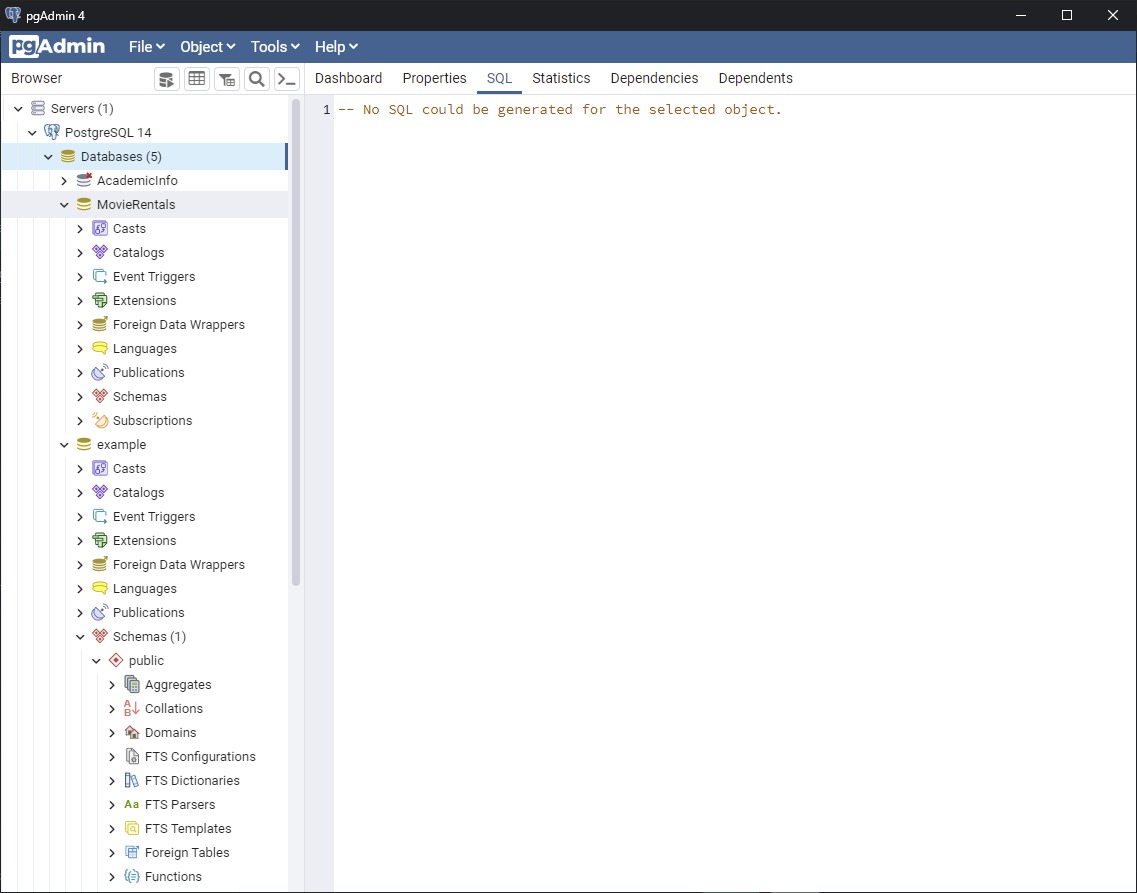 pgAdmin 4
pgAdmin File Object Tools Help
Browser Dashboard Properties SQL Statistics Dependencies Dependents
Servers (1)
1 -- No SQL could be generated for the selected object.
PostgreSQL 14
Databases (5)
AcademicInfo
MovieRentals
Casts
Catalogs
Event Triggers
Extensions
Foreign Data Wrappers
Languages
Publications
Schemas
Subscriptions
example
Casts
Catalogs
Event Triggers
Extensions
Foreign Data Wrappers
Languages
Publications
Schemas (1)
public
Aggregates
Collations
Domains
FTS Configurations
FTS Dictionaries
Aa FTS Parsers
FTS Templates
Foreign Tables
Functions